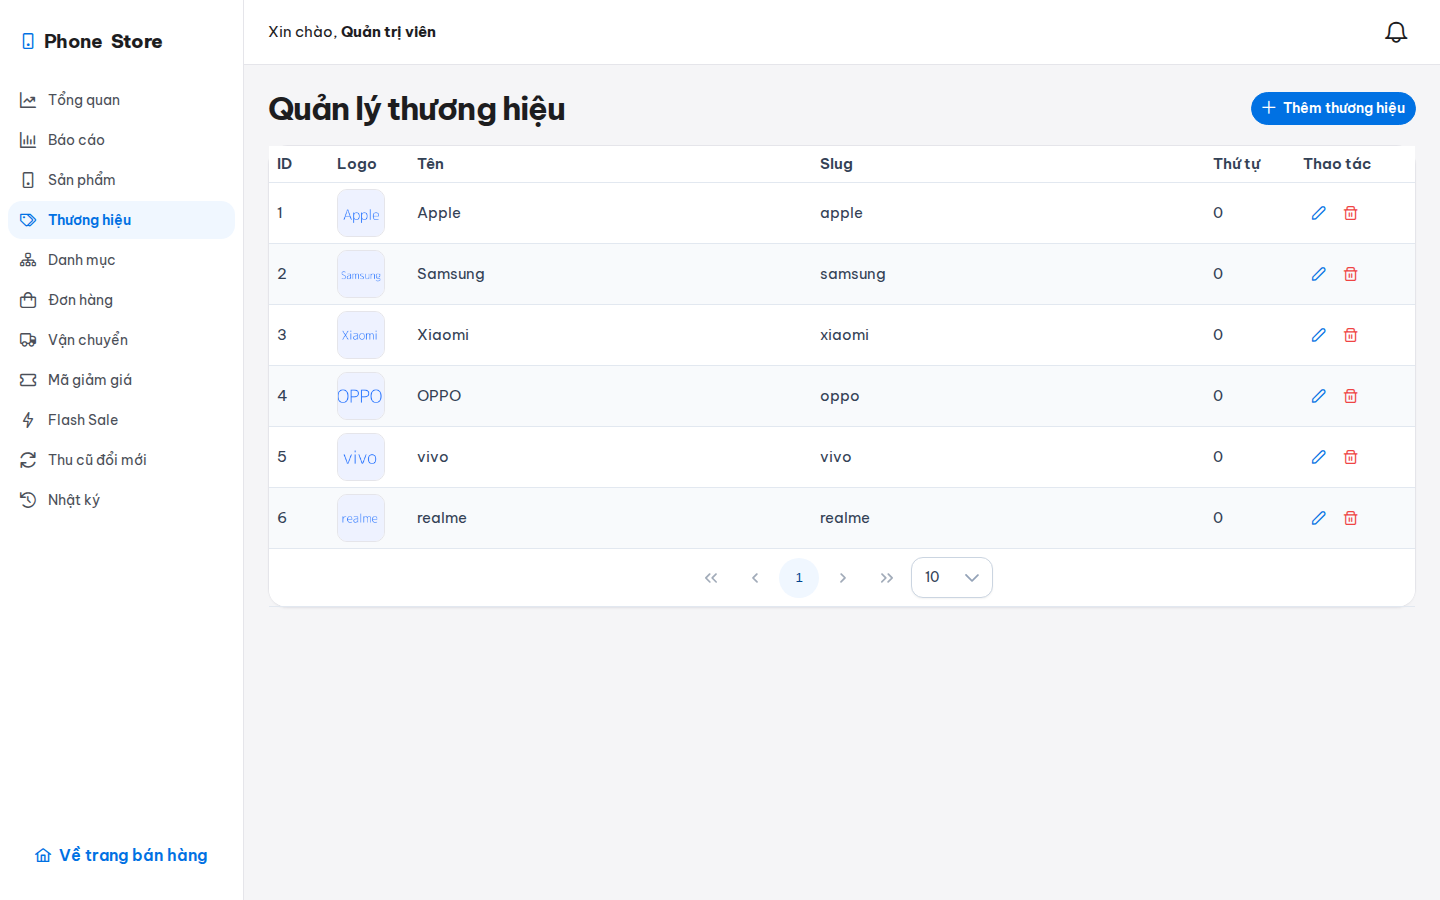 Phone Store
Xin chào, Quản trị viên
Tổng quan
Báo cáo
Sản phẩm
Thương hiệu
Danh mục
Đơn hàng
Vận chuyển
Mã giảm giá
Flash Sale
Thu cũ đổi mới
Nhật ký
Về trang bán hàng
Quản lý thương hiệu
Thêm thương hiệu
ID Logo Tên Slug Thứ tự Thao tác
1 Apple Apple apple 0
2 Samsung Samsung samsung 0
3 Xiaomi Xiaomi xiaomi 0
4 OPPO OPPO oppo 0
5 vivo vivo vivo 0
6 realme realme realme 0
1 10